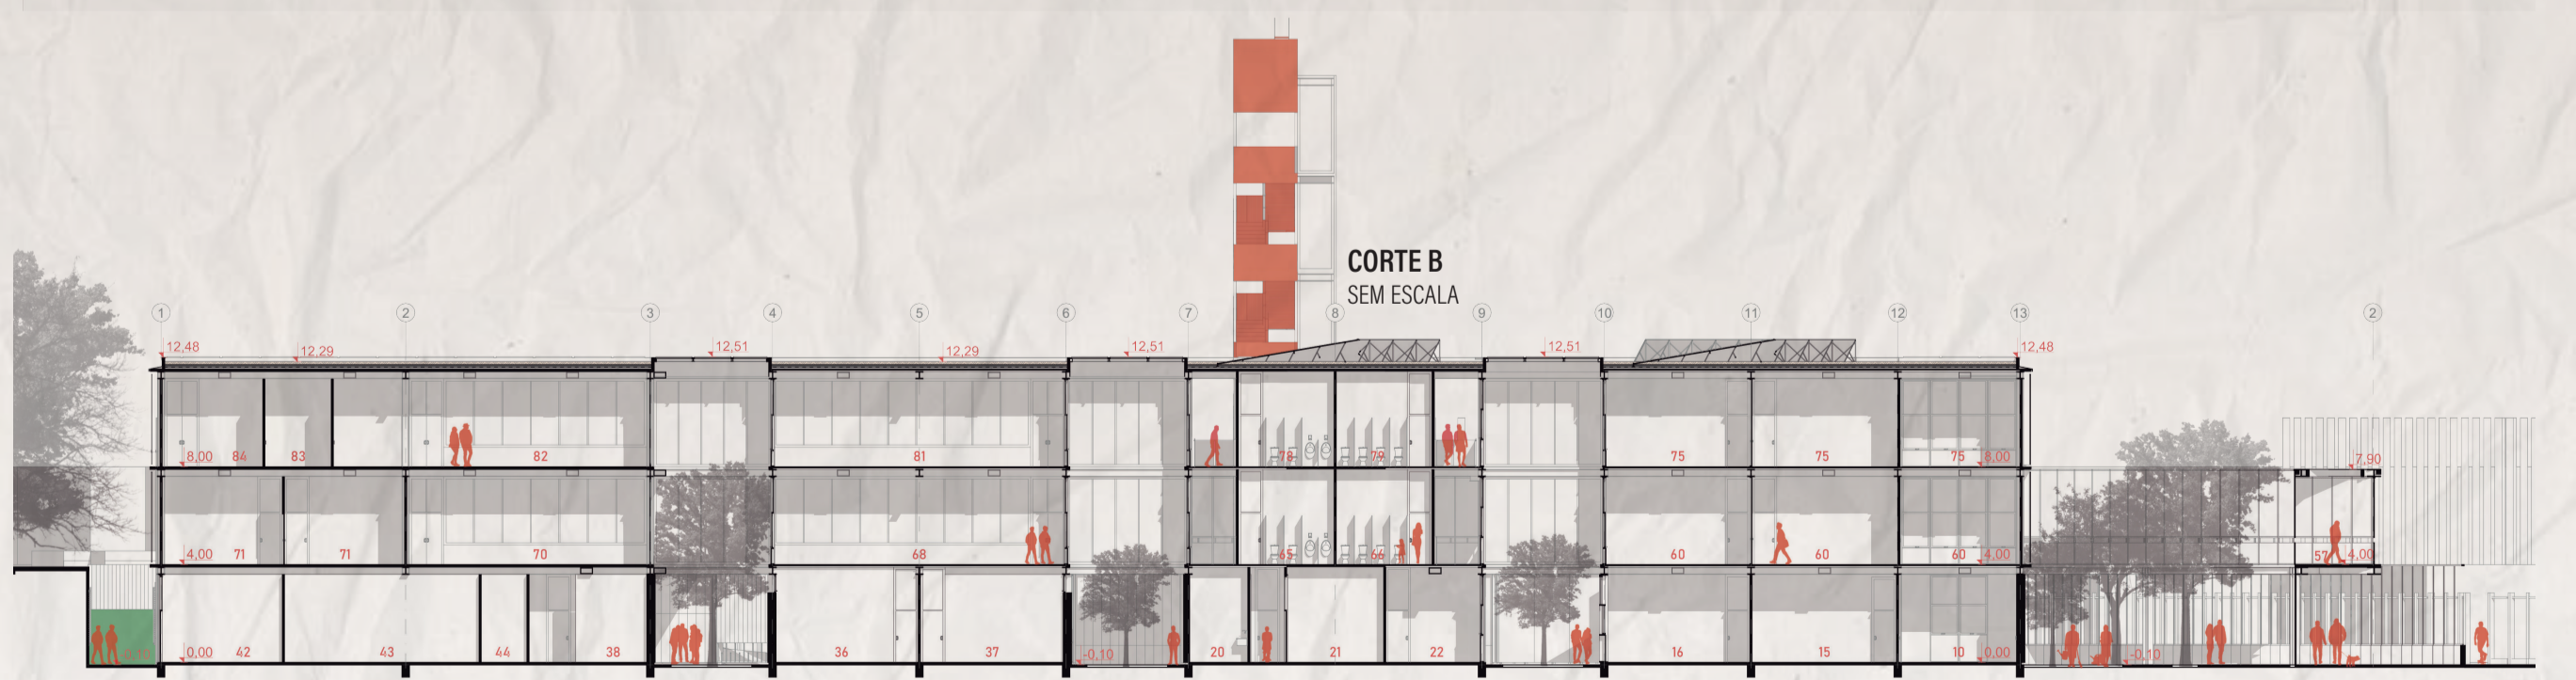 CORTE B
SEM ESCALA
1 2 3 4 5 6 7 8 9 10 11 12 13 2
12,48 12,29 12,51 12,29 12,51 12,51 12,48
8,00 84 83 82 81 78 79 75 75 75 8,00 7,90
4,00 71 71 70 68 65 66 60 60 60 4,00 57 4,00
-0,10 0,00 42 43 44 38 36 37 -0,10 20 21 22 16 15 10 0,00 -0,10